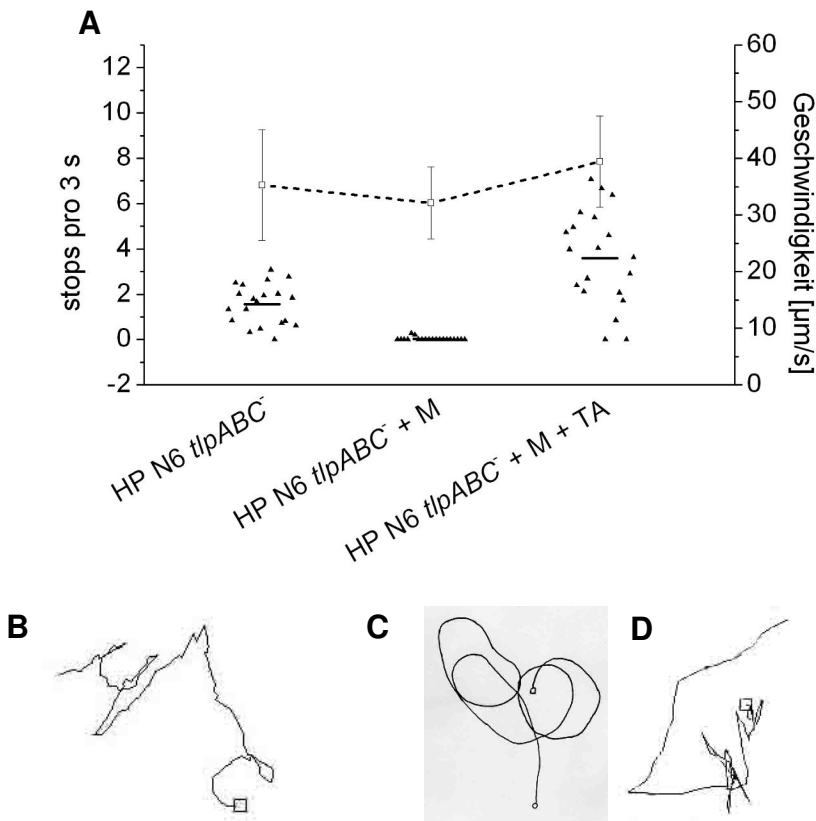 A
stops pro 3 s
12
10
8
6
4
2
0
-2
60
50
40
30
20
10
0
Geschwindigkeit [µm/s]
HP N6 tlpABC⁻
HP N6 tlpABC⁻ + M
HP N6 tlpABC⁻ + M + TA
B
C
D